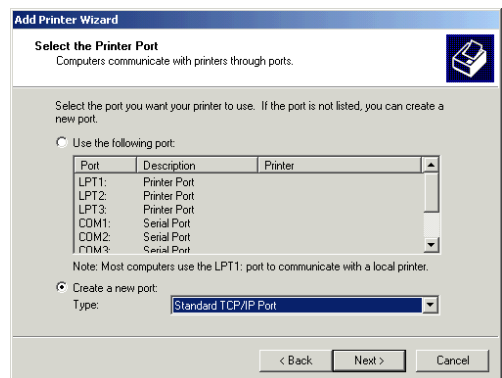 Add Printer Wizard
Select the Printer Port
Computers communicate with printers through ports.
Select the port you want your printer to use. If the port is not listed, you can create a
new port.
Use the following port:
Port Description Printer
LPT1: Printer Port
LPT2: Printer Port
LPT3: Printer Port
COM1: Serial Port
COM2: Serial Port
COM3: Serial Port
Note: Most computers use the LPT1: port to communicate with a local printer.
Create a new port:
Type: Standard TCP/IP Port
< Back Next > Cancel